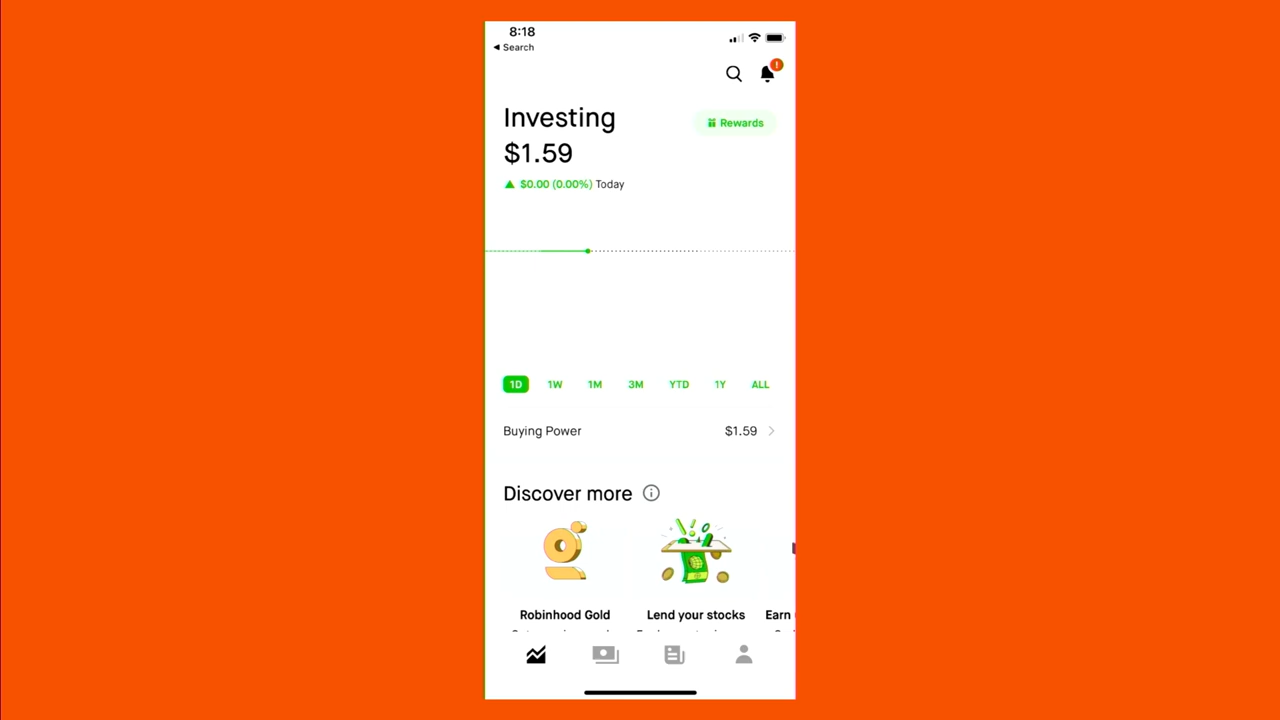 8:18
Search
Investing
Rewards
$1.59
$0.00 (0.00%) Today
1D 1W 1M 3M YTD 1Y ALL
Buying Power $1.59
Discover more
Robinhood Gold Lend your stocks Earn